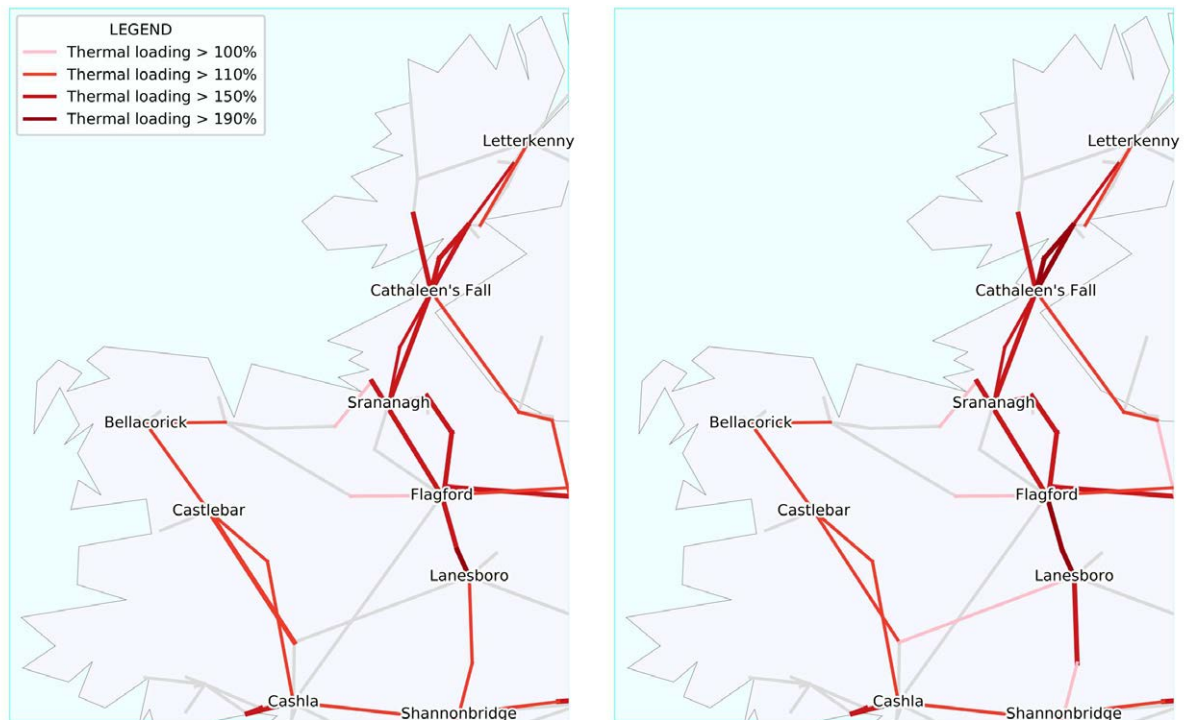 LEGEND
Thermal loading > 100%
Thermal loading > 110%
Thermal loading > 150%
Thermal loading > 190%
Letterkenny
Cathaleen's Fall
Srananagh
Bellacorick
Flagford
Castlebar
Lanesboro
Cashla
Shannonbridge
Letterkenny
Cathaleen's Fall
Srananagh
Bellacorick
Flagford
Castlebar
Lanesboro
Cashla
Shannonbridge